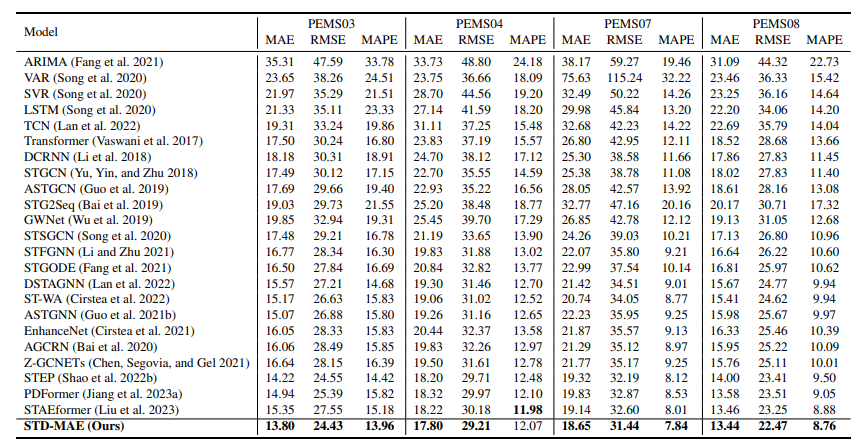 Model PEMS03 PEMS04 PEMS07 PEMS08
MAE RMSE MAPE MAE RMSE MAPE MAE RMSE MAPE MAE RMSE MAPE
ARIMA (Fang et al. 2021) 35.31 47.59 33.78 33.73 48.80 24.18 38.17 59.27 19.46 31.09 44.32 22.73
VAR (Song et al. 2020) 23.65 38.26 24.51 23.75 36.66 18.09 75.63 115.24 32.22 23.46 36.33 15.42
SVR (Song et al. 2020) 21.97 35.29 21.51 28.70 44.56 19.20 32.49 50.22 14.26 23.25 36.16 14.64
LSTM (Song et al. 2020) 21.33 35.11 23.33 27.14 41.59 18.20 29.98 45.84 13.20 22.20 34.06 14.20
TCN (Lan et al. 2022) 19.31 33.24 19.86 31.11 37.25 15.48 32.68 42.23 14.22 22.69 35.79 14.04
Transformer (Vaswani et al. 2017) 17.50 30.24 16.80 23.83 37.19 15.57 26.80 42.95 12.11 18.52 28.68 13.66
DCRNN (Li et al. 2018) 18.18 30.31 18.91 24.70 38.12 17.12 25.30 38.58 11.66 17.86 27.83 11.45
STGCN (Yu, Yin, and Zhu 2018) 17.49 30.12 17.15 22.70 35.55 14.59 25.38 38.78 11.08 18.02 27.83 11.40
ASTGCN (Guo et al. 2019) 17.69 29.66 19.40 22.93 35.22 16.56 28.05 42.57 13.92 18.61 28.16 13.08
STG2Seq (Bai et al. 2019) 19.03 29.73 21.55 25.20 38.48 18.77 32.77 47.16 20.16 20.17 30.71 17.32
GWNet (Wu et al. 2019) 19.85 32.94 19.31 25.45 39.70 17.29 26.85 42.78 12.12 19.13 31.05 12.68
STSGCN (Song et al. 2020) 17.48 29.21 16.78 21.19 33.65 13.90 24.26 39.03 10.21 17.13 26.80 10.96
STFGNN (Li and Zhu 2021) 16.77 28.34 16.30 19.83 31.88 13.02 22.07 35.80 9.21 16.64 26.22 10.60
STGODE (Fang et al. 2021) 16.50 27.84 16.69 20.84 32.82 13.77 22.99 37.54 10.14 16.81 25.97 10.62
DSTAGNN (Lan et al. 2022) 15.57 27.21 14.68 19.30 31.46 12.70 21.42 34.51 9.01 15.67 24.77 9.94
ST-WA (Cirstea et al. 2022) 15.17 26.63 15.83 19.06 31.02 12.52 20.74 34.05 8.77 15.41 24.62 9.94
ASTGNN (Guo et al. 2021b) 15.07 26.88 15.80 19.26 31.16 12.65 22.23 35.95 9.25 15.98 25.67 9.97
EnhanceNet (Cirstea et al. 2021) 16.05 28.33 15.83 20.44 32.37 13.58 21.87 35.57 9.13 16.33 25.46 10.39
AGCRN (Bai et al. 2020) 16.06 28.49 15.85 19.83 32.26 12.97 21.29 35.12 8.97 15.95 25.22 10.09
Z-GCNETs (Chen, Segovia, and Gel 2021) 16.64 28.15 16.39 19.50 31.61 12.78 21.77 35.17 9.25 15.76 25.11 10.01
STEP (Shao et al. 2022b) 14.22 24.55 14.42 18.20 29.71 12.48 19.32 32.19 8.12 14.00 23.41 9.50
PDFormer (Jiang et al. 2023a) 14.94 25.39 15.82 18.32 29.97 12.10 19.83 32.87 8.53 13.58 23.51 9.05
STAEformer (Liu et al. 2023) 15.35 27.55 15.18 18.22 30.18 11.98 19.14 32.60 8.01 13.46 23.25 8.88
STD-MAE (Ours) 13.80 24.43 13.96 17.80 29.21 12.07 18.65 31.44 7.84 13.44 22.47 8.76